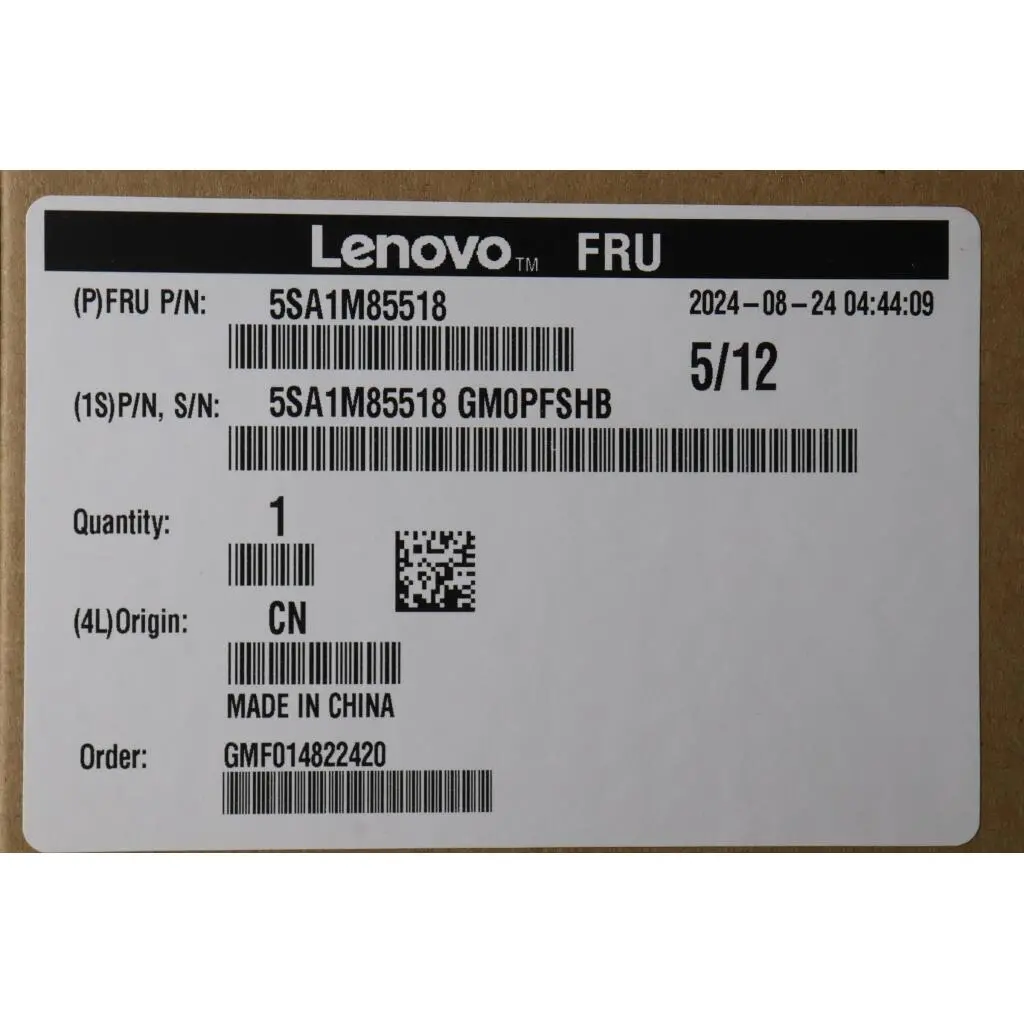 Lenovo™ FRU
(P)FRU P/N: 5SA1M85518 2024-08-24 04:44:09
5/12
(1S)P/N, S/N: 5SA1M85518 GM0PFSHB
Quantity: 1
(4L)Origin: CN
MADE IN CHINA
Order: GMF014822420